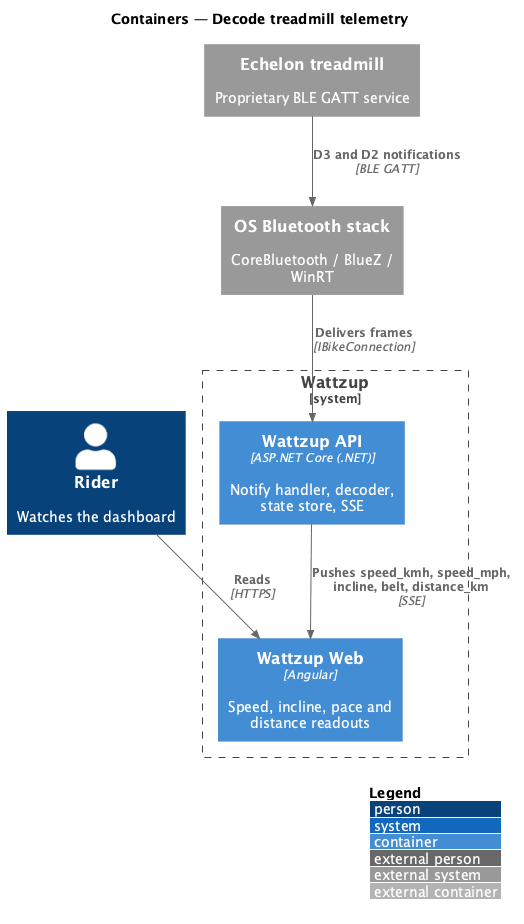 Containers — Decode treadmill telemetry
Echelon treadmill
Proprietary BLE GATT service
D3 and D2 notifications
[BLE GATT]
OS Bluetooth stack
CoreBluetooth / BlueZ /
WinRT
Delivers frames
[IBikeConnection]
Wattzup
[system]
Wattzup API
[ASP.NET Core (.NET)]
Notify handler, decoder,
state store, SSE
Rider
Watches the dashboard
Reads
[HTTPS]
Pushes speed_kmh, speed_mph,
incline, belt, distance_km
[SSE]
Wattzup Web
[Angular]
Speed, incline, pace and
distance readouts
Legend
person
system
container
external person
external system
external container